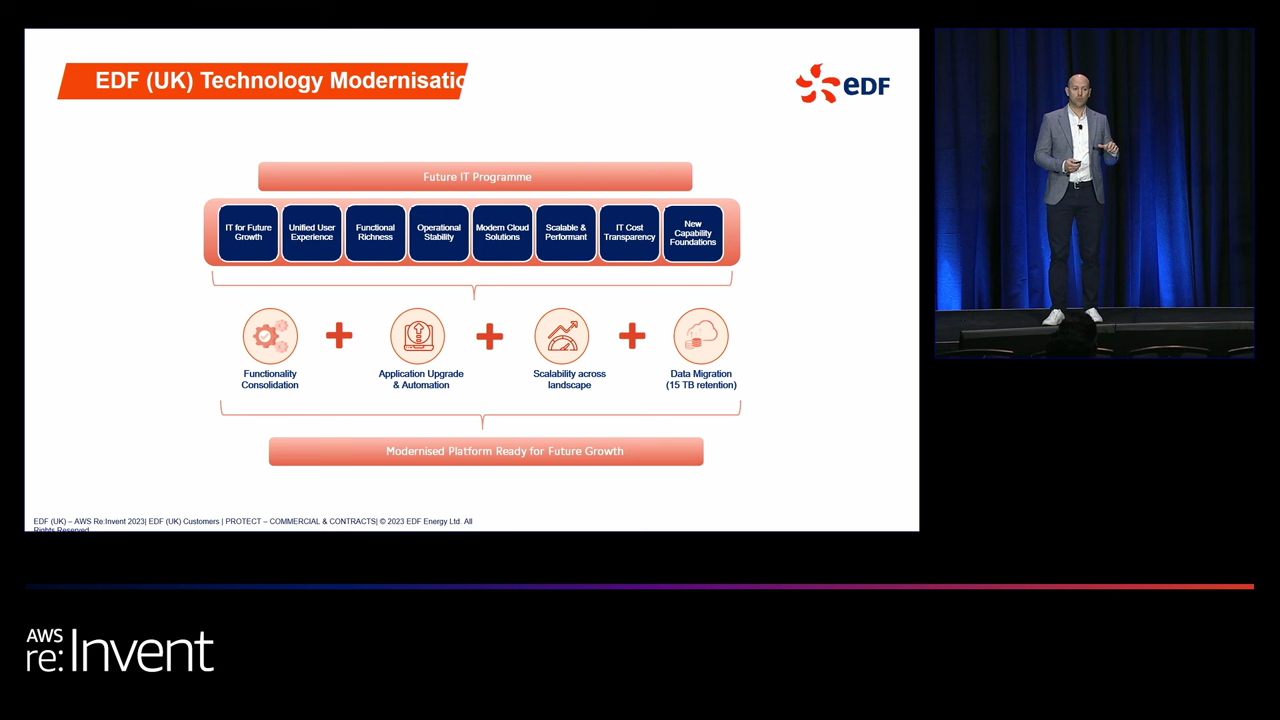 EDF (UK) Technology Modernisatio
eDF
Future IT Programme
IT for Future
Growth
Unified User
Experience
Functional
Richness
Operational
Stability
Modern Cloud
Solutions
Scalable &
Performant
IT Cost
Transparency
New
Capability
Foundations
Functionality
Consolidation
Application Upgrade
& Automation
Scalability across
landscape
Data Migration
(15 TB retention)
Modernised Platform Ready for Future Growth
EDF (UK) – AWS Re:Invent 2023| EDF (UK) Customers | PROTECT – COMMERCIAL & CONTRACTS| © 2023 EDF Energy Ltd. All
Rights Reserved
AWS
re:Invent